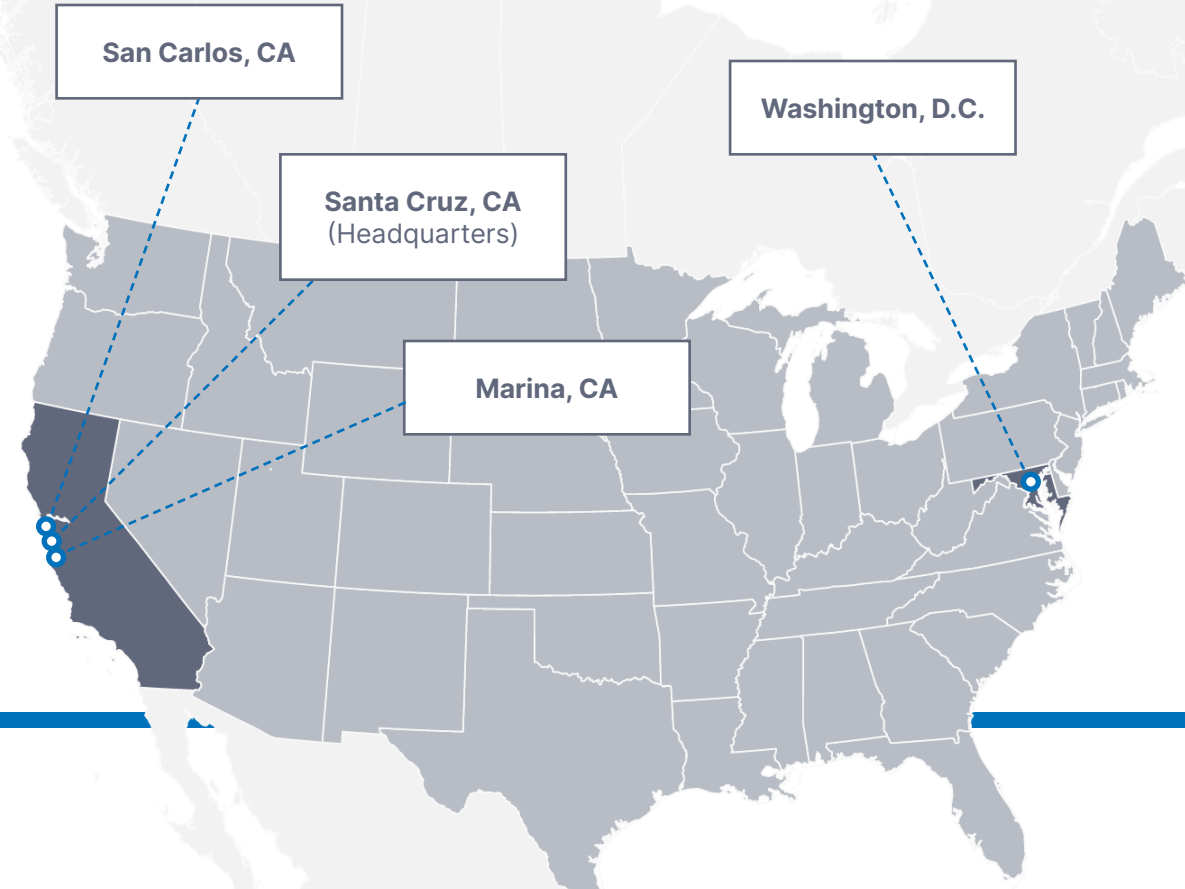 San Carlos, CA
Washington, D.C.
Santa Cruz, CA
(Headquarters)
Marina, CA